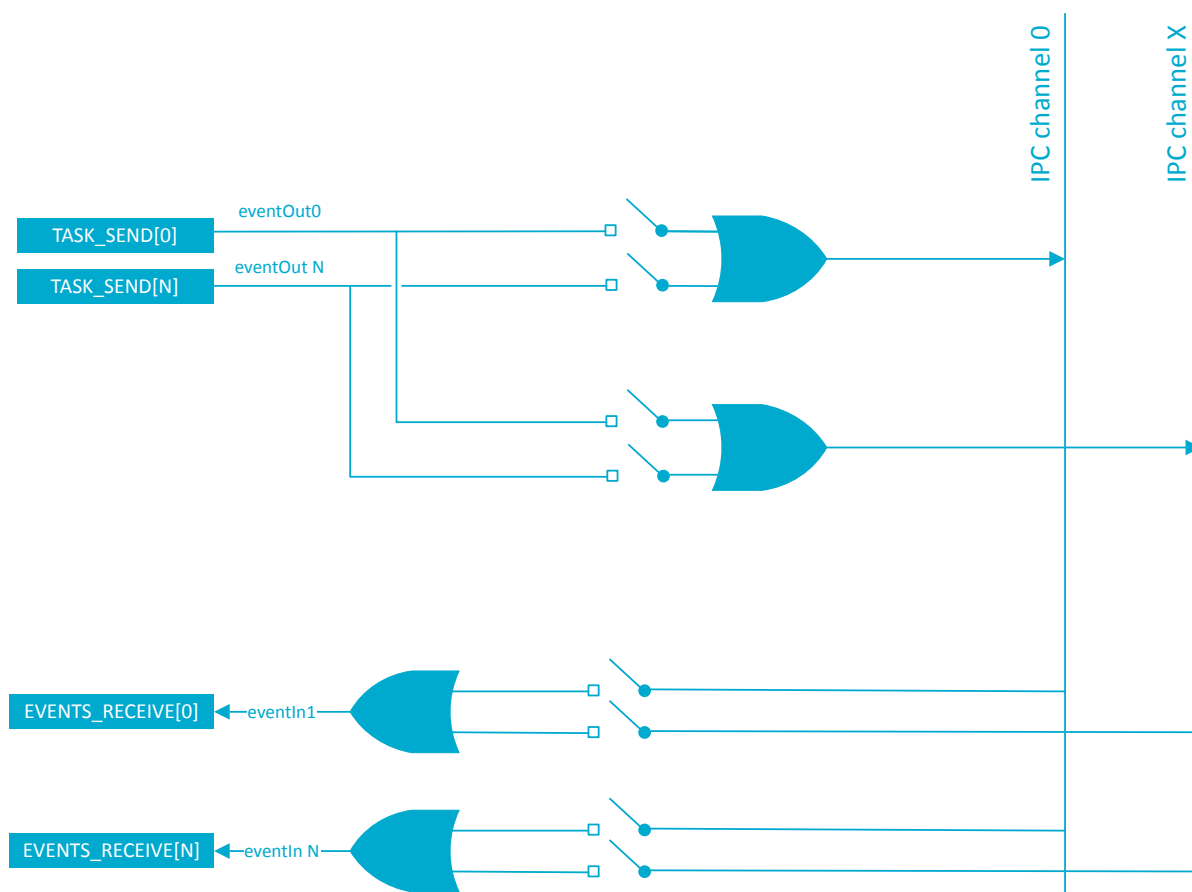 IPC channel 0
IPC channel X
eventOut0
TASK_SEND[0]
eventOut N
TASK_SEND[N]
EVENTS_RECEIVE[0]
eventIn1
EVENTS_RECEIVE[N]
eventIn N